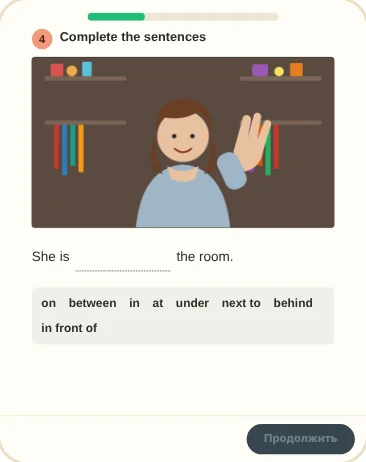 4 Complete the sentences
She is the room.
on between in at under next to behind
in front of
Продолжить